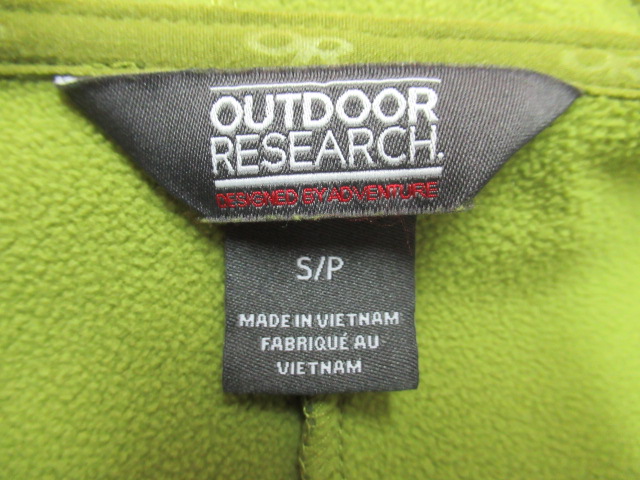 OUTDOOR
RESEARCH.
DESIGNED BY ADVENTURE
S/P
MADE IN VIETNAM
FABRIQUÉ AU
VIETNAM